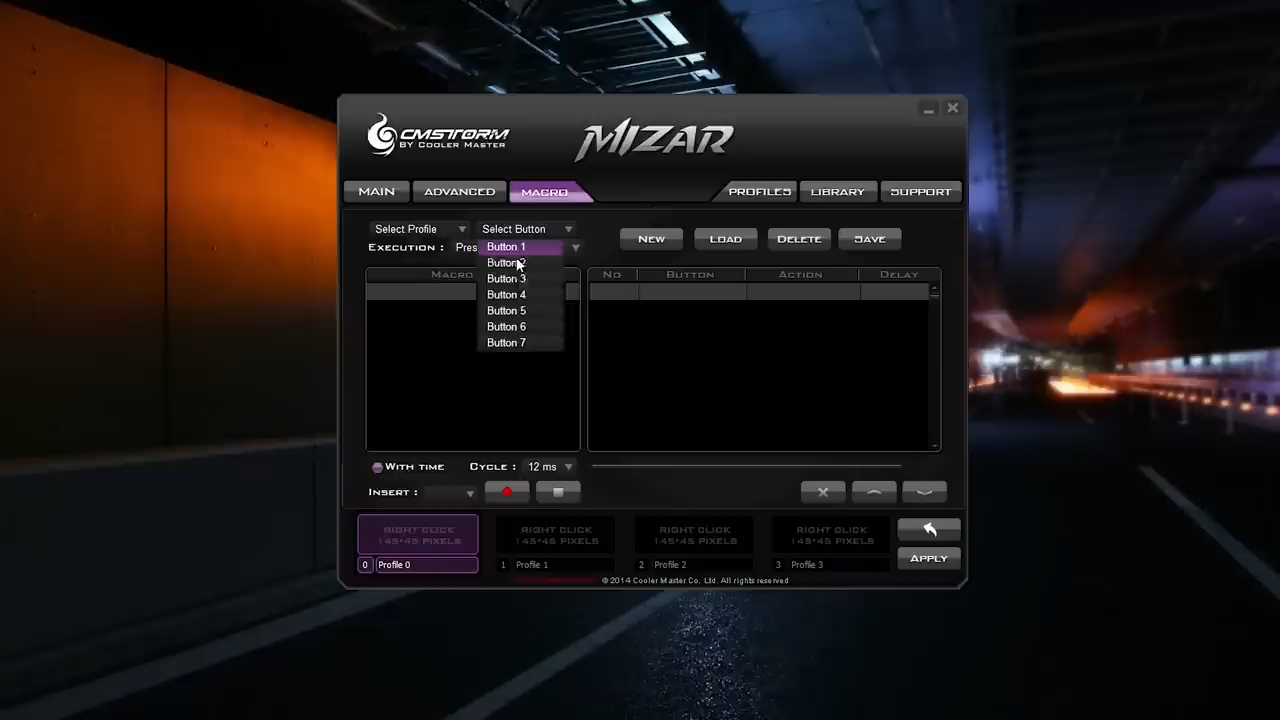 CMSTORM
BY COOLER MASTER
MIZAR
MAIN
ADVANCED
MACRO
PROFILES
LIBRARY
SUPPORT
Select Profile
Select Button
EXECUTION : Pres
Button 1
Button 2
Button 3
Button 4
Button 5
Button 6
Button 7
NEW
LOAD
DELETE
SAVE
MACRO
NO
BUTTON
ACTION
DELAY
WITH TIME
CYCLE : 12 ms
INSERT :
RIGHT CLICK
145*45 PIXELS
0 Profile 0
RIGHT CLICK
145*45 PIXELS
1 Profile 1
RIGHT CLICK
145*45 PIXELS
2 Profile 2
RIGHT CLICK
145*45 PIXELS
3 Profile 3
APPLY
© 2014 Cooler Master Co. Ltd. All rights reserved